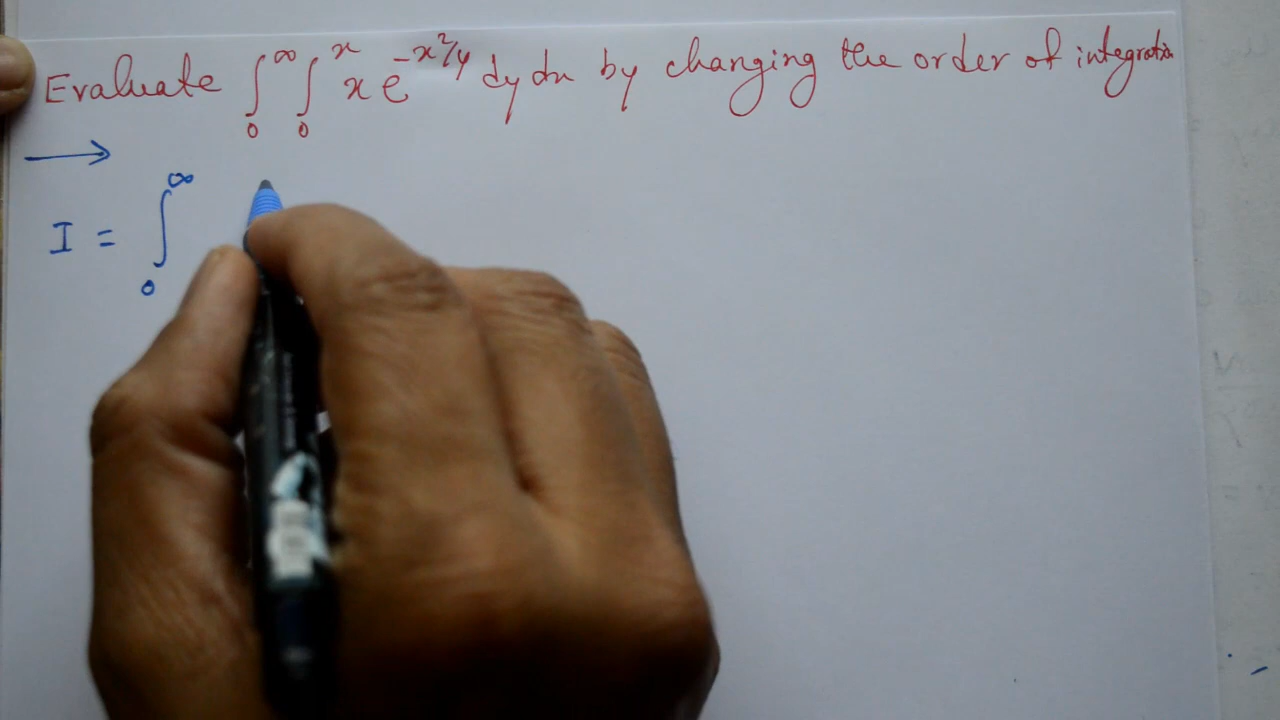 Evaluate ∫₀^∞ ∫₀^x x e^{-x²/y} dy dx by changing the order of integration
→
I = ∫₀^∞